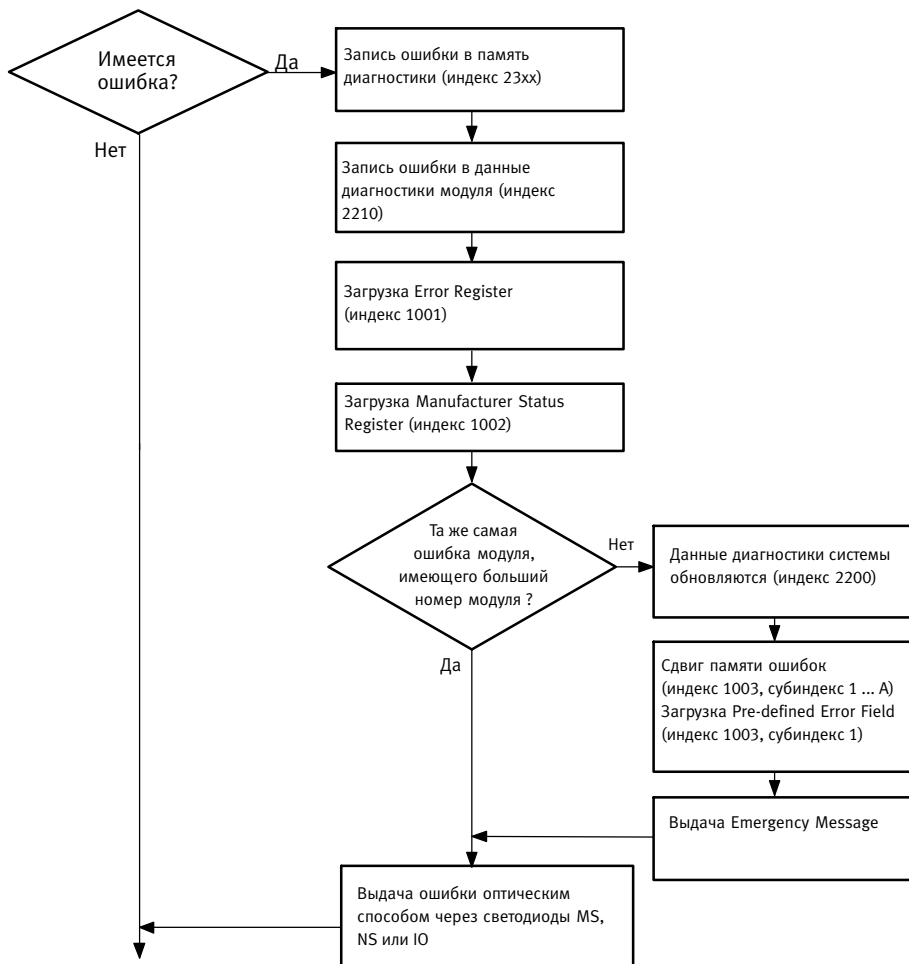 Имеется
ошибка?
Да
Запись ошибки в память
диагностики (индекс 23xx)
Нет
Запись ошибки в данные
диагностики модуля (индекс
2210)
Загрузка Error Register
(индекс 1001)
Загрузка Manufacturer Status
Register (индекс 1002)
Та же самая
ошибка модуля,
имеющего больший
номер модуля ?
Нет
Данные диагностики системы
обновляются (индекс 2200)
Да
Сдвиг памяти ошибок
(индекс 1003, субиндекс 1 ... A)
Загрузка Pre-defined Error Field
(индекс 1003, субиндекс 1)
Выдача Emergency Message
Выдача ошибки оптическим
способом через светодиоды MS,
NS или IO